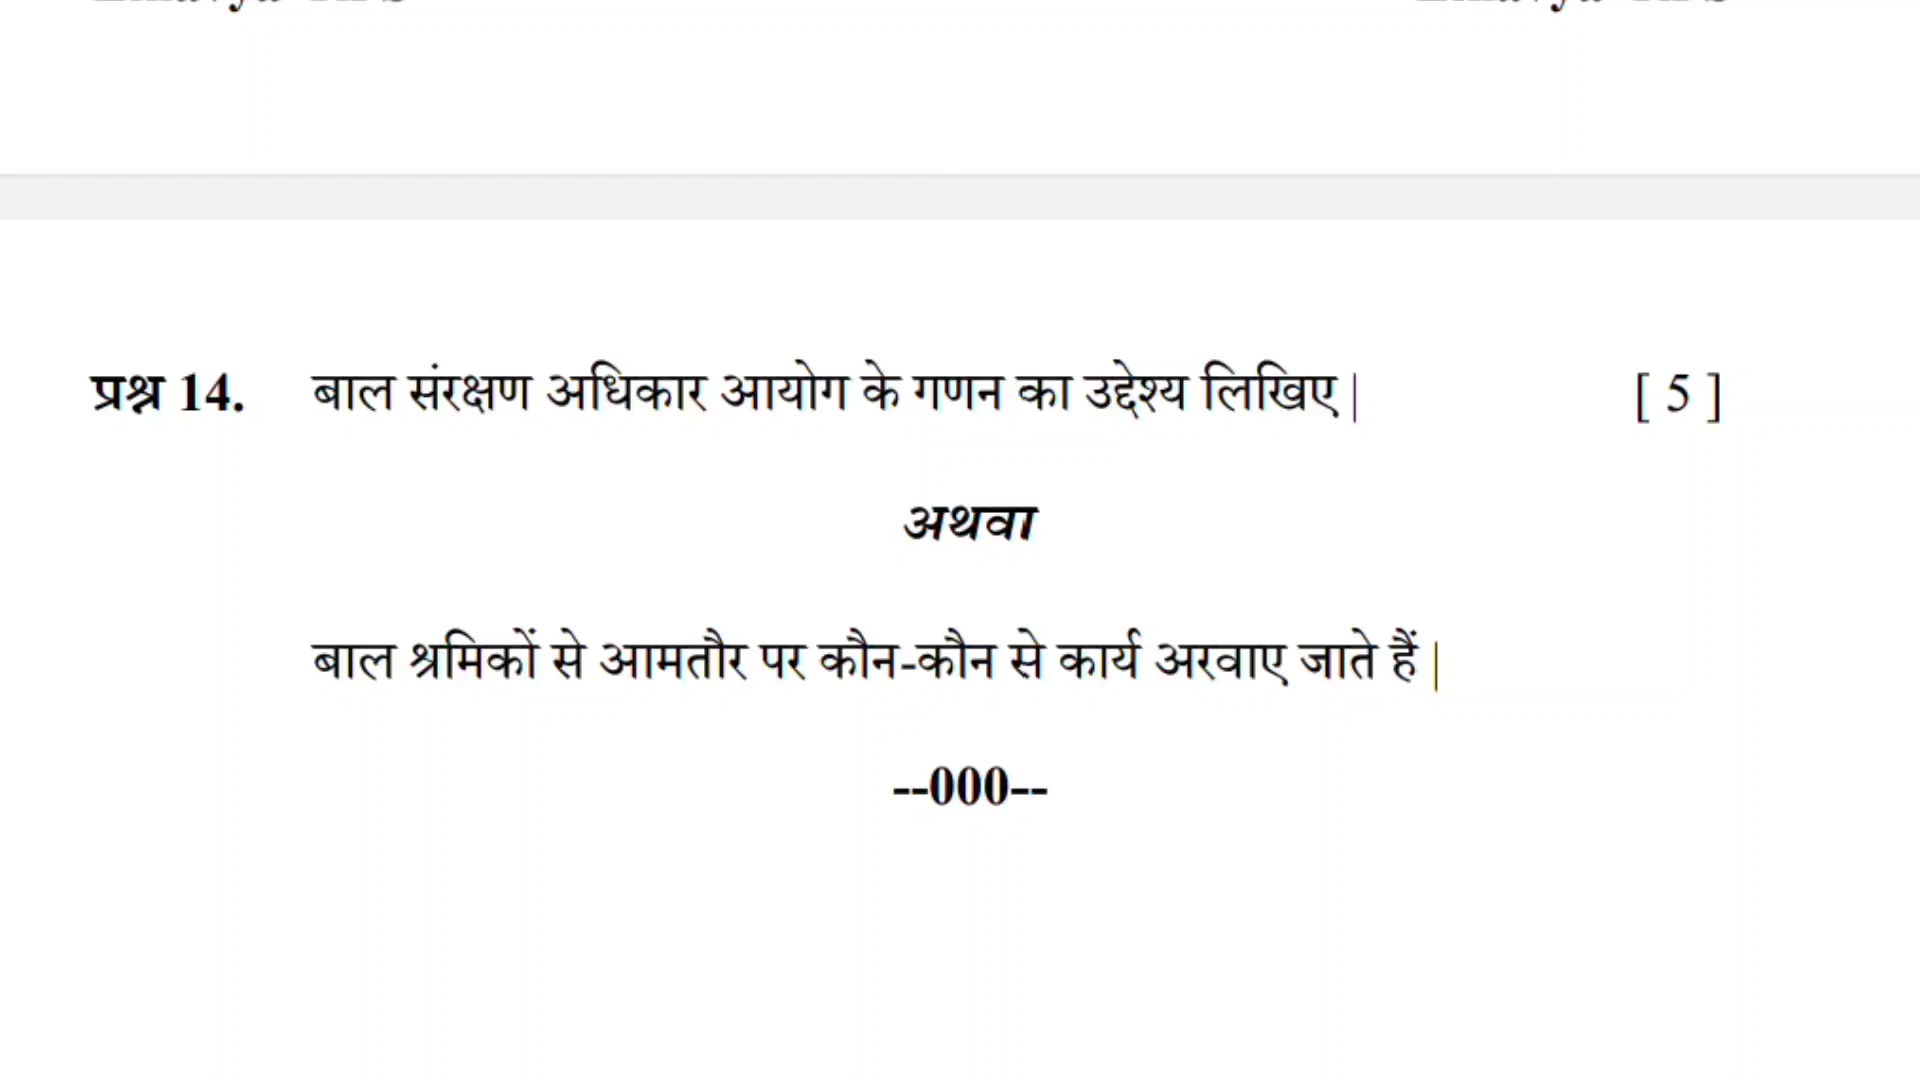 प्रश्न 14. बाल संरक्षण अधिकार आयोग के गणन का उद्देश्य लिखिए | [ 5 ]
अथवा
बाल श्रमिकों से आमतौर पर कौन-कौन से कार्य अरवाए जाते हैं |
--000--